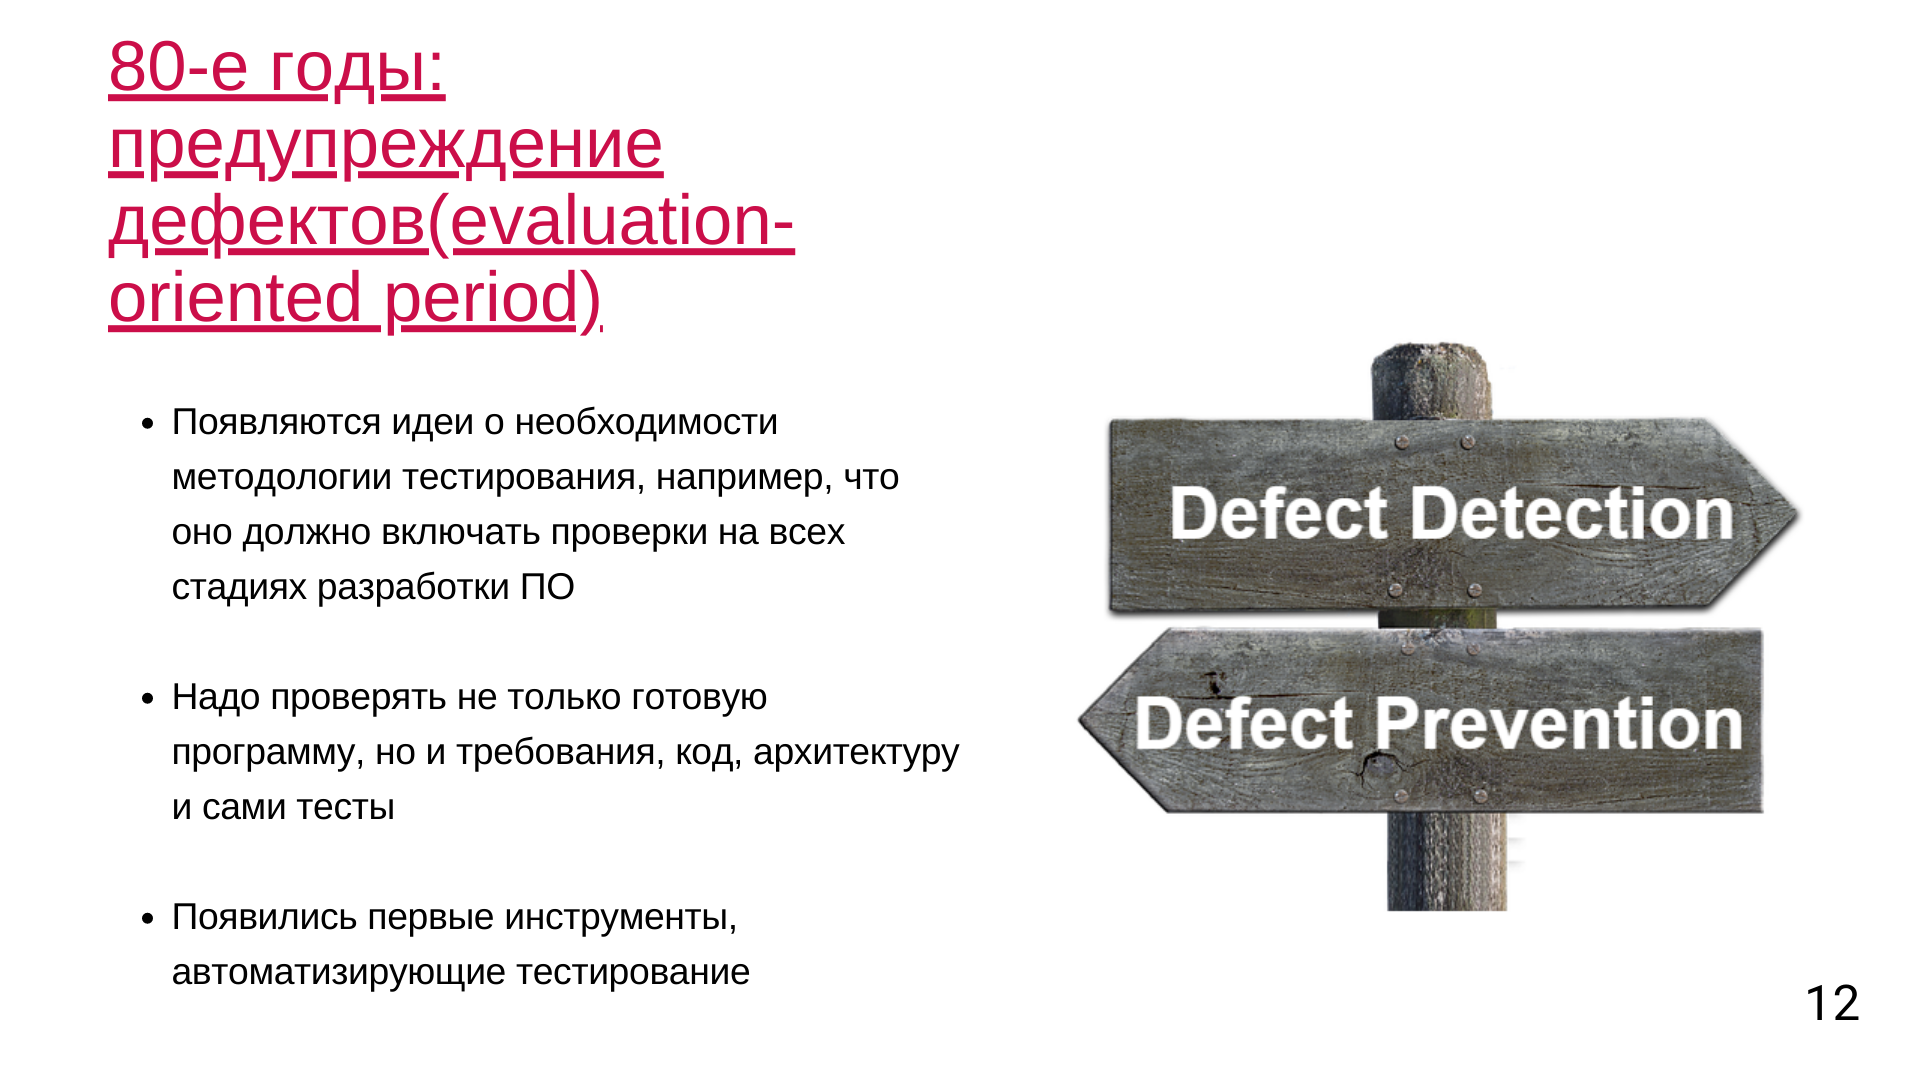 80-е годы:
предупреждение
дефектов(evaluation-
oriented period)
• Появляются идеи о необходимости
методологии тестирования, например, что
оно должно включать проверки на всех
стадиях разработки ПО
• Надо проверять не только готовую
программу, но и требования, код, архитектуру
и сами тесты
• Появились первые инструменты,
автоматизирующие тестирование
Defect Detection
Defect Prevention
12